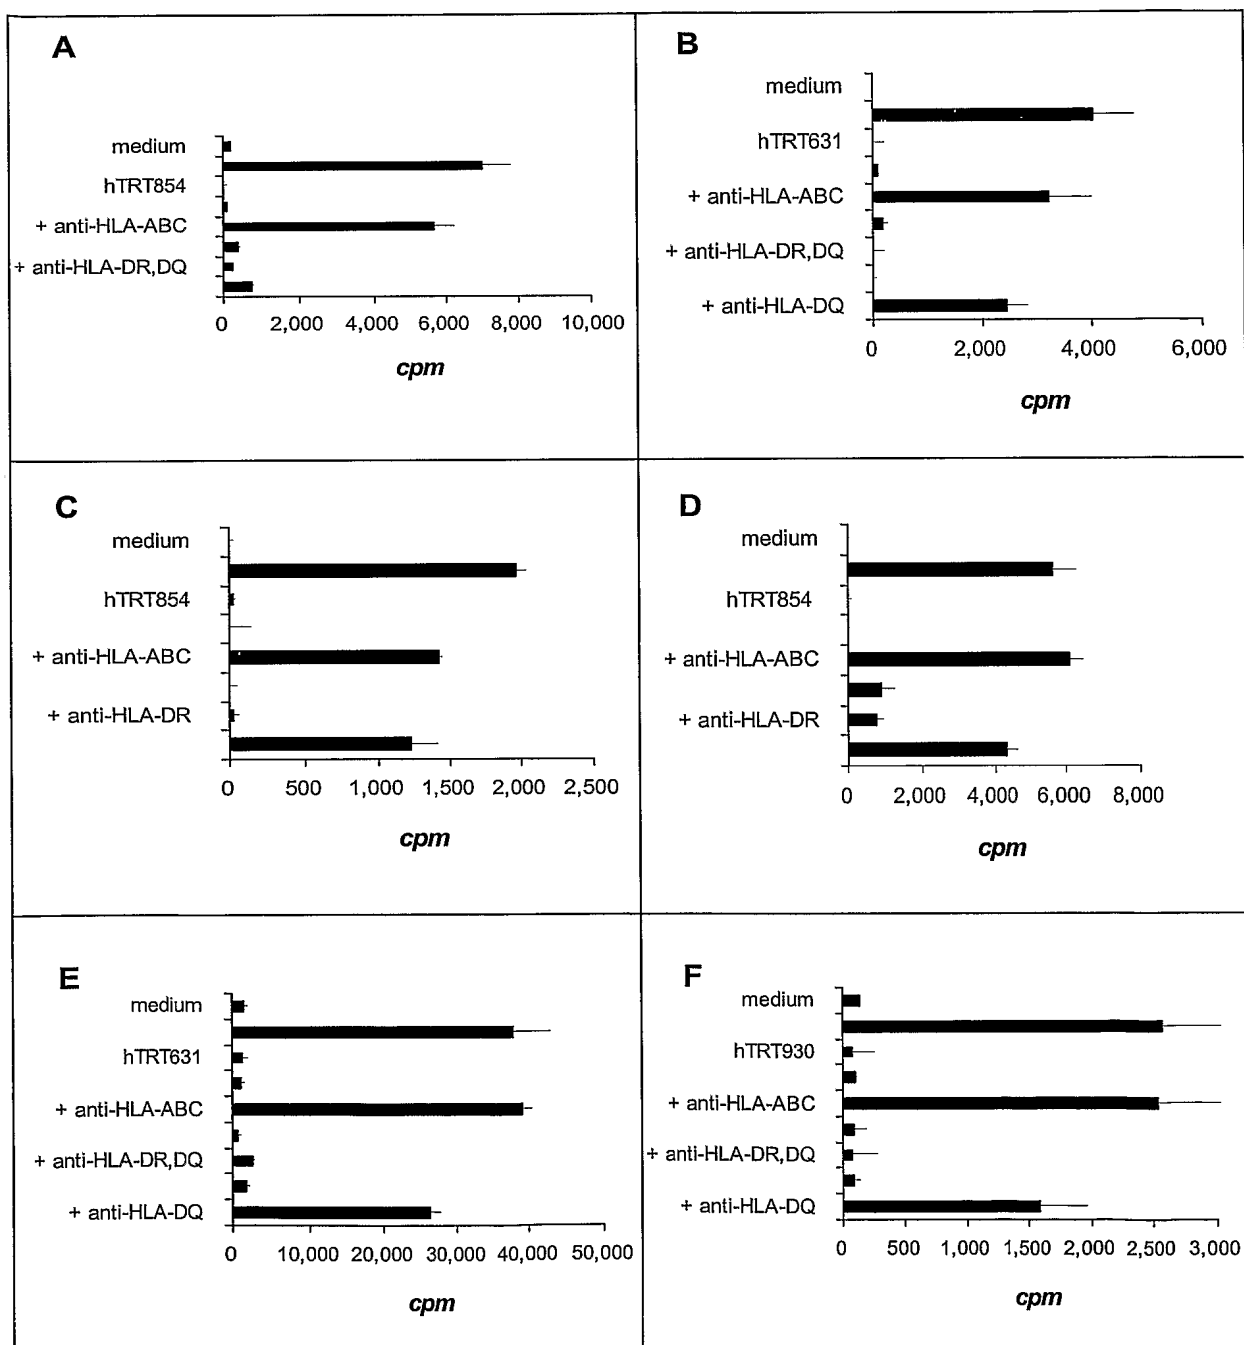 A
medium
hTRT854
+ anti-HLA-ABC
+ anti-HLA-DR,DQ
0 2,000 4,000 6,000 8,000 10,000
cpm
B
medium
hTRT631
+ anti-HLA-ABC
+ anti-HLA-DR,DQ
+ anti-HLA-DQ
0 2,000 4,000 6,000
cpm
C
medium
hTRT854
+ anti-HLA-ABC
+ anti-HLA-DR
0 500 1,000 1,500 2,000 2,500
cpm
D
medium
hTRT854
+ anti-HLA-ABC
+ anti-HLA-DR
0 2,000 4,000 6,000 8,000
cpm
E
medium
hTRT631
+ anti-HLA-ABC
+ anti-HLA-DR,DQ
+ anti-HLA-DQ
0 10,000 20,000 30,000 40,000 50,000
cpm
F
medium
hTRT930
+ anti-HLA-ABC
+ anti-HLA-DR,DQ
+ anti-HLA-DQ
0 500 1,000 1,500 2,000 2,500 3,000
cpm